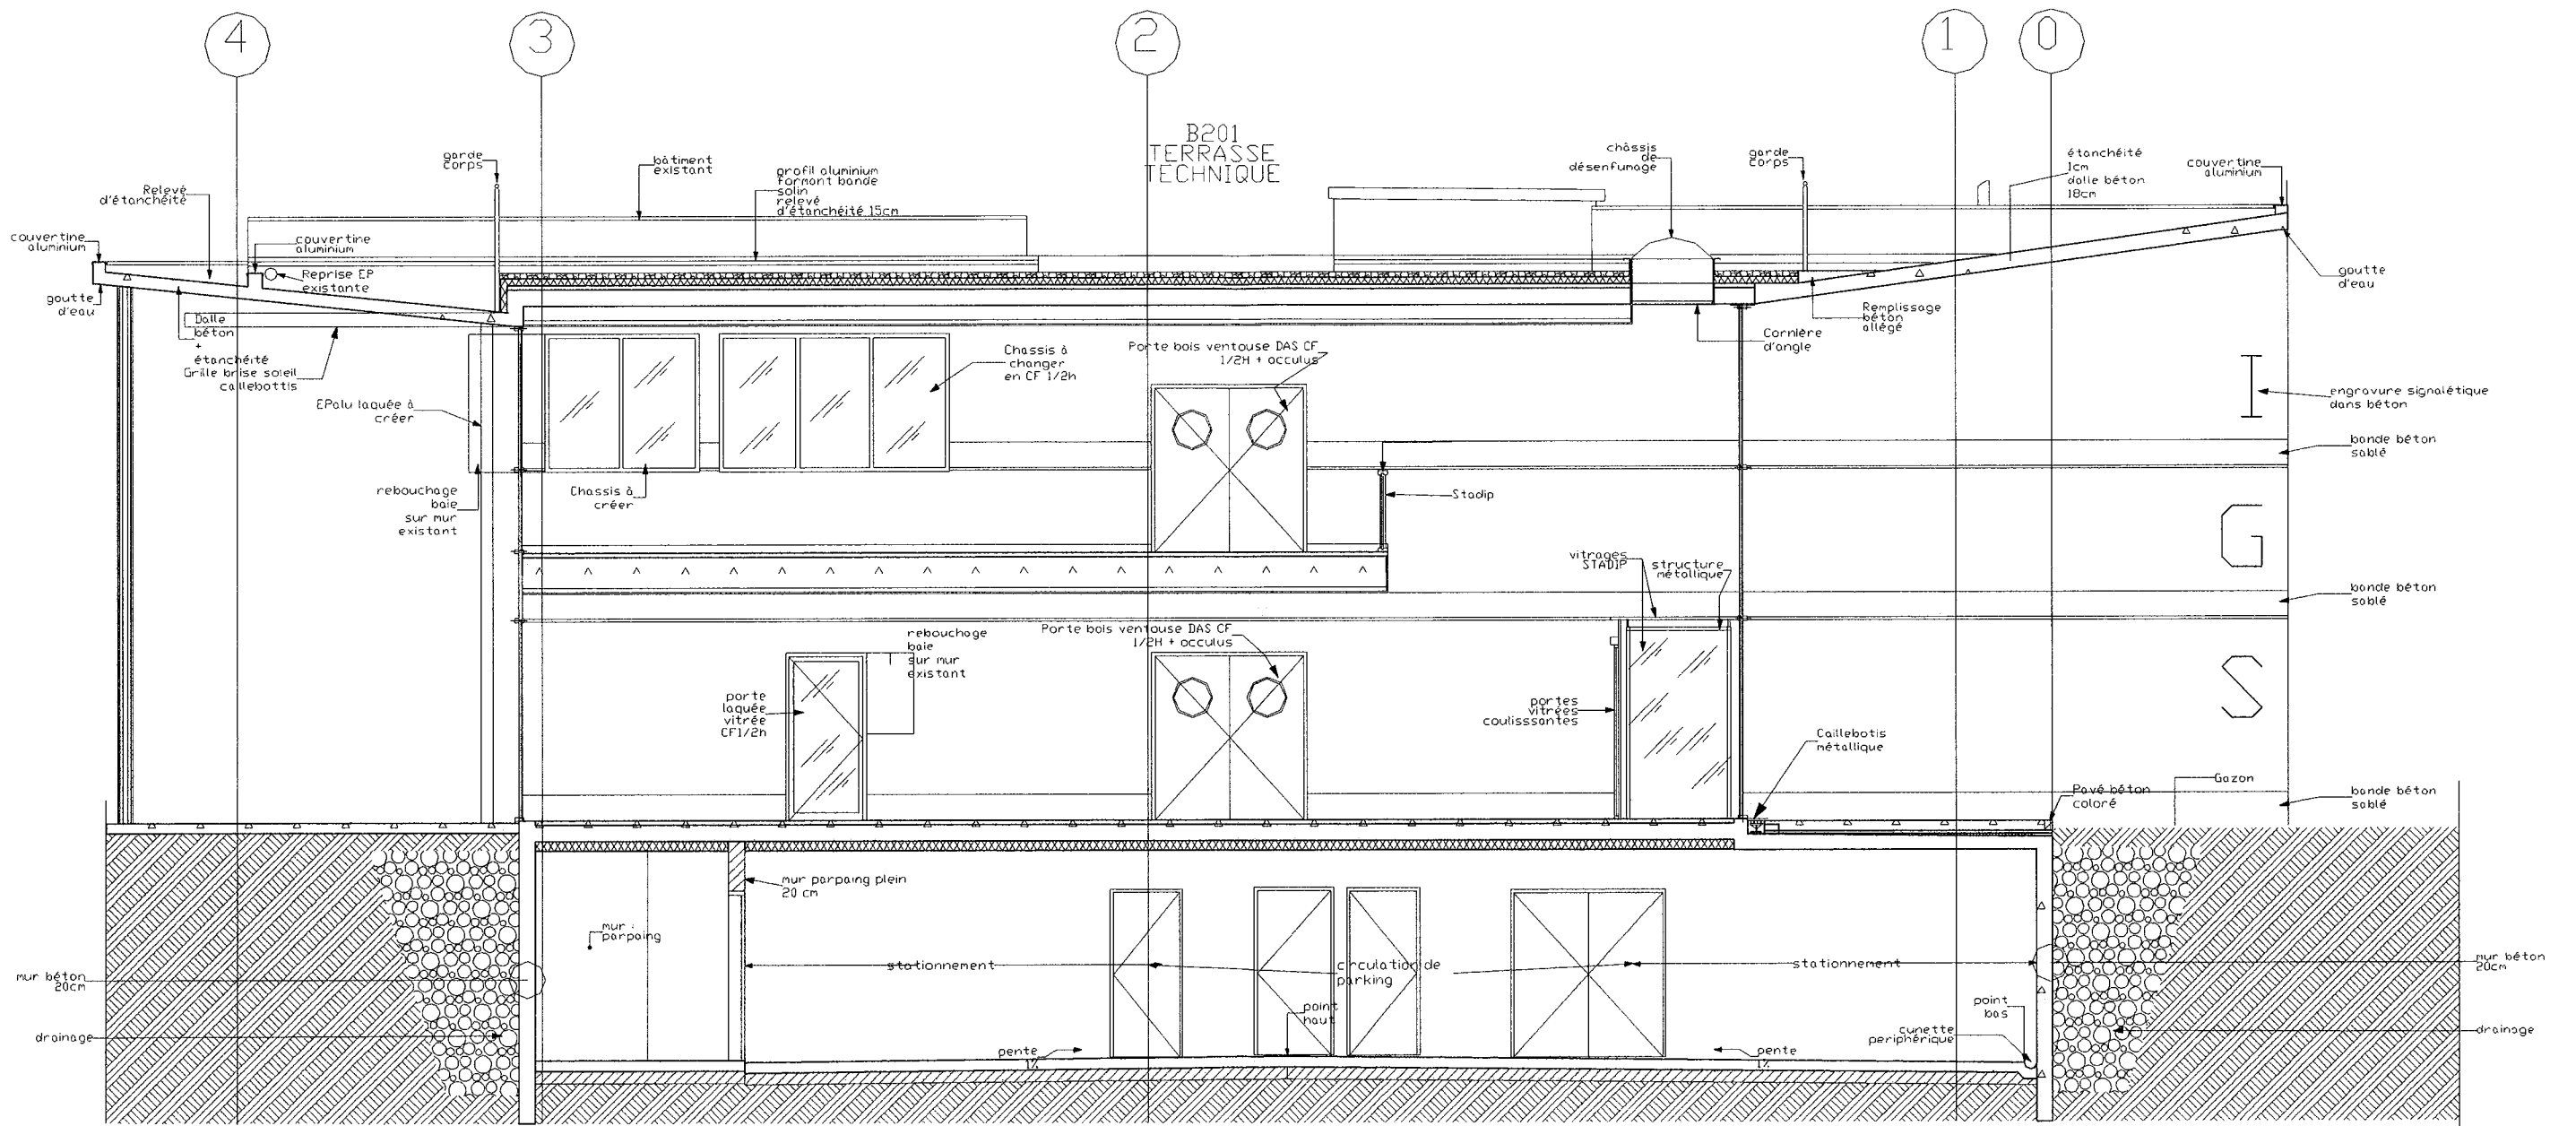 4
3
2
1
0
B201
TERRASSE
TECHNIQUE
garde
corps
bâtiment
existant
profil aluminium
formant bande
solin
relevé
d'étanchéité 15cm
châssis
de
désenfumage
garde
corps
étanchéité
1cm
dalle béton
18cm
couvertine
aluminium
Relevé
d'étanchéité
couvertine
aluminium
couvertine
aluminium
Reprise EP
existante
goutte
d'eau
goutte
d'eau
Dalle
béton
+
étanchéité
Grille brise soleil
caillebottis
Remplissage
béton
allégé
Cornière
d'angle
Chassis à
changer
en CF 1/2h
Porte bois ventouse DAS CF
1/2H + occulus
EPalu laquée à
créer
I
engravure signalétique
dans béton
bande béton
sablé
rebouchage
baie
sur mur
existant
Chassis à
créer
Stadip
G
vitrages
STADIP
structure
métallique
bande béton
sablé
rebouchage
baie
sur mur
existant
Porte bois ventouse DAS CF
1/2H + occulus
S
porte
laquée
vitrée
CF1/2h
portes
vitrées
coulisssantes
Caillebotis
métallique
Gazon
Pavé béton
coloré
bande béton
sablé
mur parpaing plein
20 cm
mur
parpaing
stationnement
circulation de
parking
stationnement
mur béton
20cm
mur béton
20cm
point
haut
point
bas
cunette
periphérique
drainage
drainage
pente
1%
pente
1%